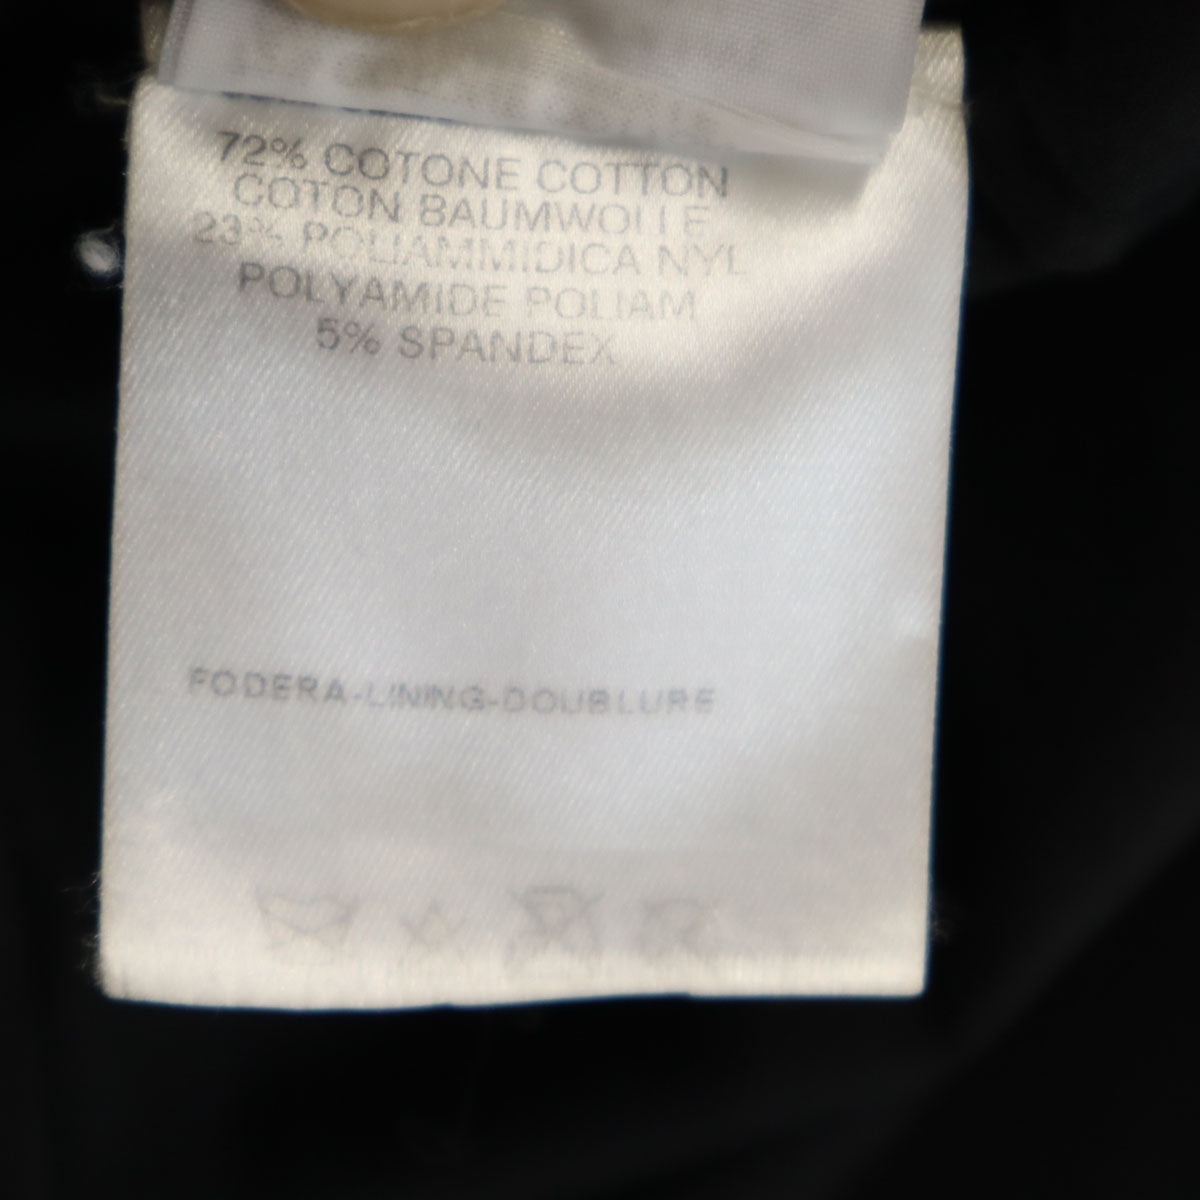 72% COTONE COTTON
COTON BAUMWOLLE
23% POLIAMMIDICA NYL
POLYAMIDE POLIAM
5% SPANDEX
FODERA-LINING-DOUBLURE